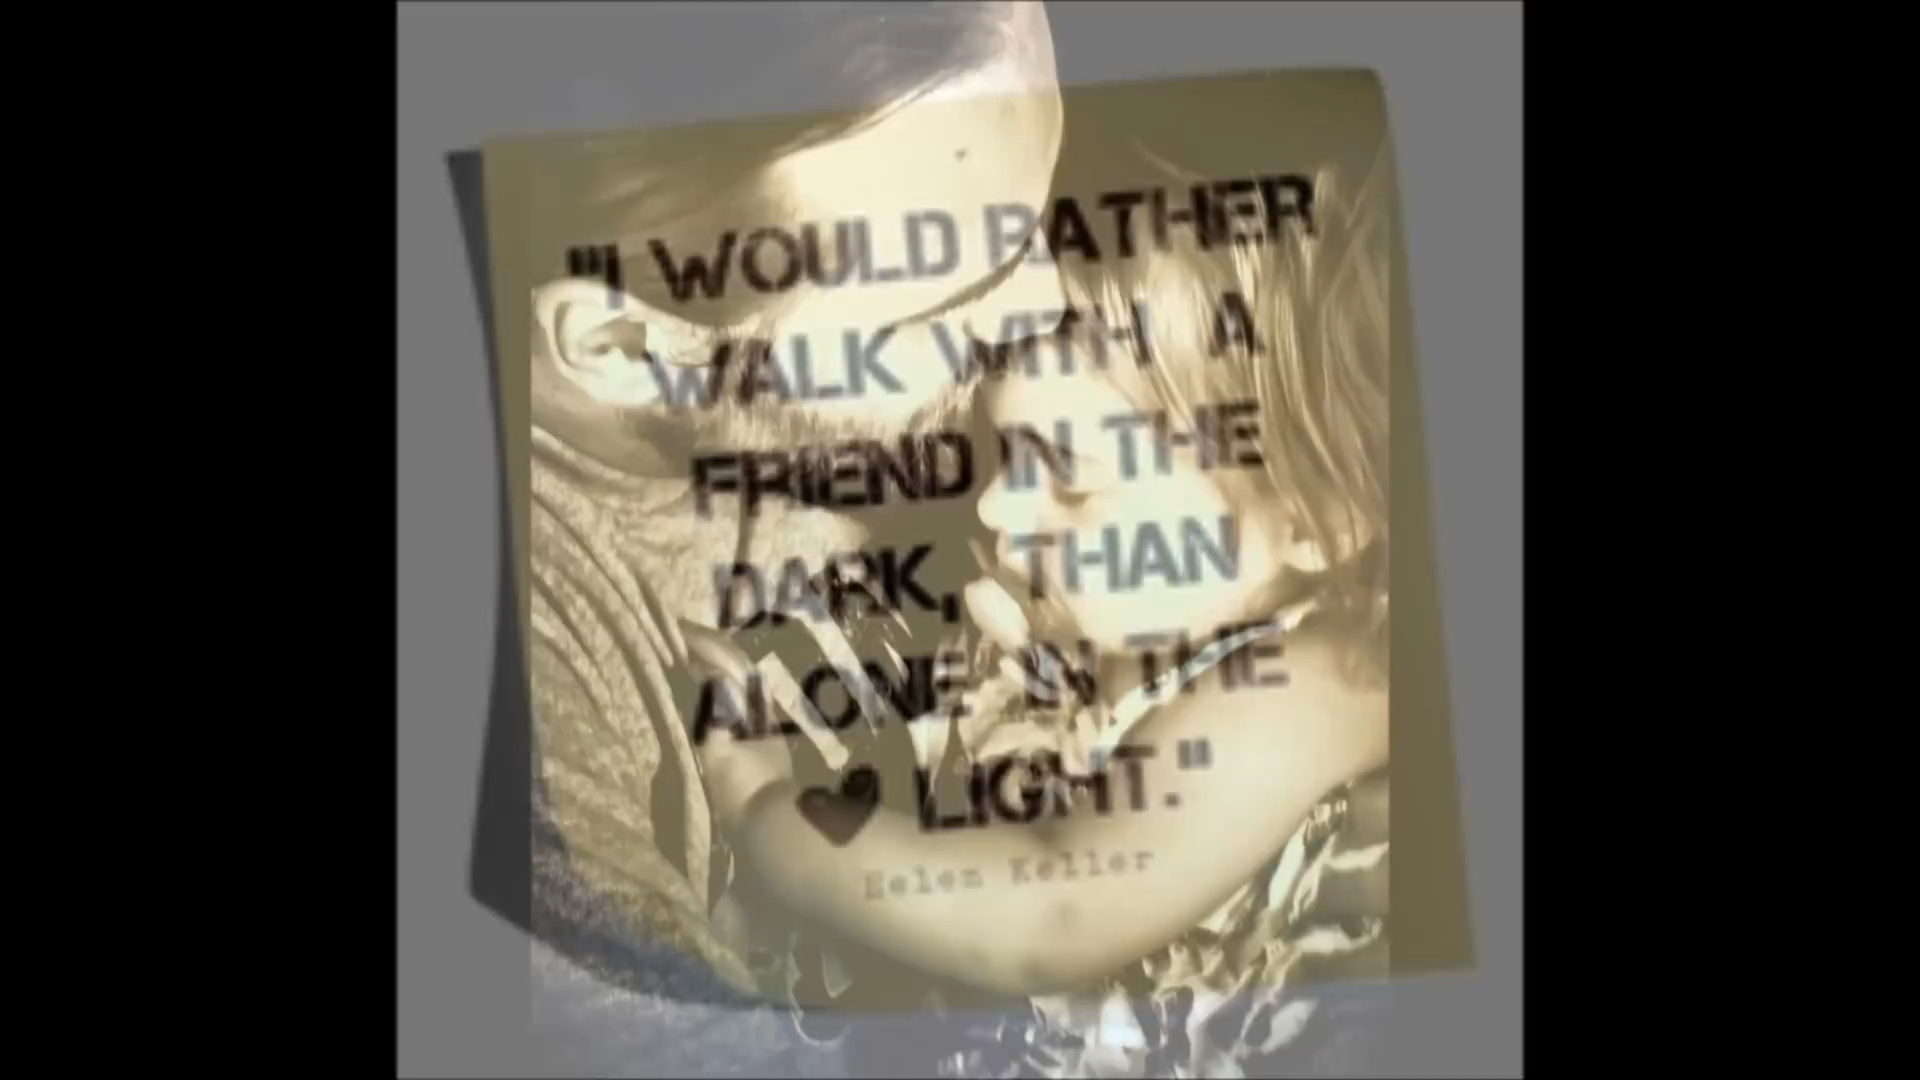 "I WOULD RATHER
WALK WITH A
FRIEND IN THE
DARK, THAN
ALONE IN THE
LIGHT."
Helen Keller